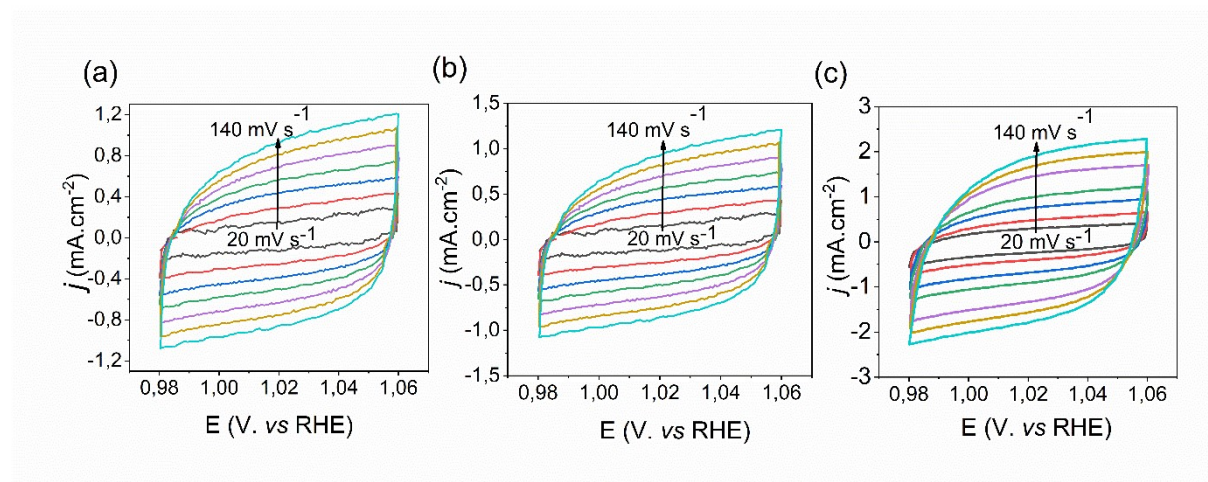 (a)
1,2
0,8
0,4
0,0
-0,4
-0,8
-1,2
j (mA.cm-2)
140 mV s-1
20 mV s-1
0,98 1,00 1,02 1,04 1,06
E (V. vs RHE)
(b)
1,5
1,0
0,5
0,0
-0,5
-1,0
-1,5
j (mA.cm-2)
140 mV s-1
20 mV s-1
0,98 1,00 1,02 1,04 1,06
E (V. vs RHE)
(c)
3
2
1
0
-1
-2
-3
j (mA.cm-2)
140 mV s-1
20 mV s-1
0,98 1,00 1,02 1,04 1,06
E (V. vs RHE)